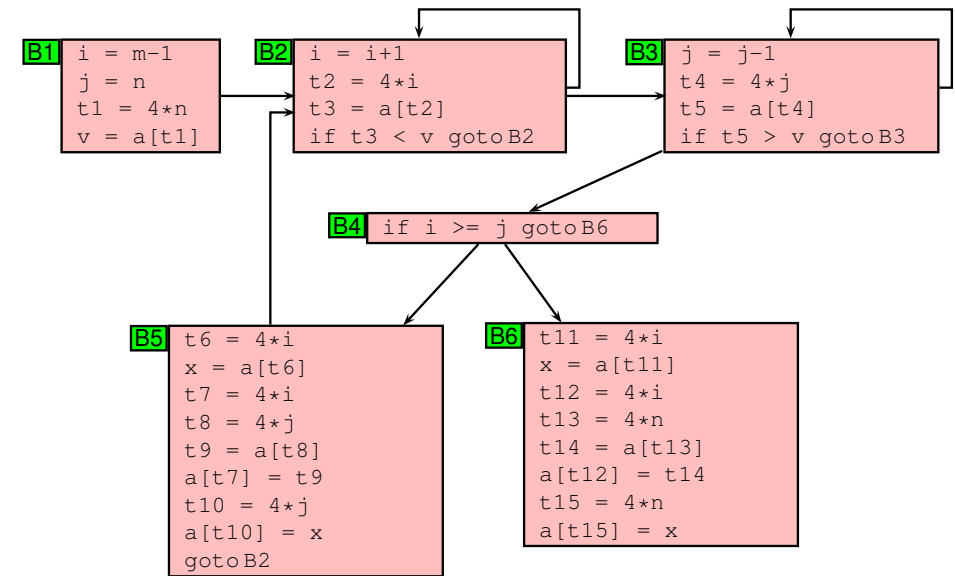 B1
i = m-1
j = n
t1 = 4*n
v = a[t1]
B2
i = i+1
t2 = 4*i
t3 = a[t2]
if t3 < v goto B2
B3
j = j-1
t4 = 4*j
t5 = a[t4]
if t5 > v goto B3
B4
if i >= j goto B6
B5
t6 = 4*i
x = a[t6]
t7 = 4*i
t8 = 4*j
t9 = a[t8]
a[t7] = t9
t10 = 4*j
a[t10] = x
goto B2
B6
t11 = 4*i
x = a[t11]
t12 = 4*i
t13 = 4*n
t14 = a[t13]
a[t12] = t14
t15 = 4*n
a[t15] = x